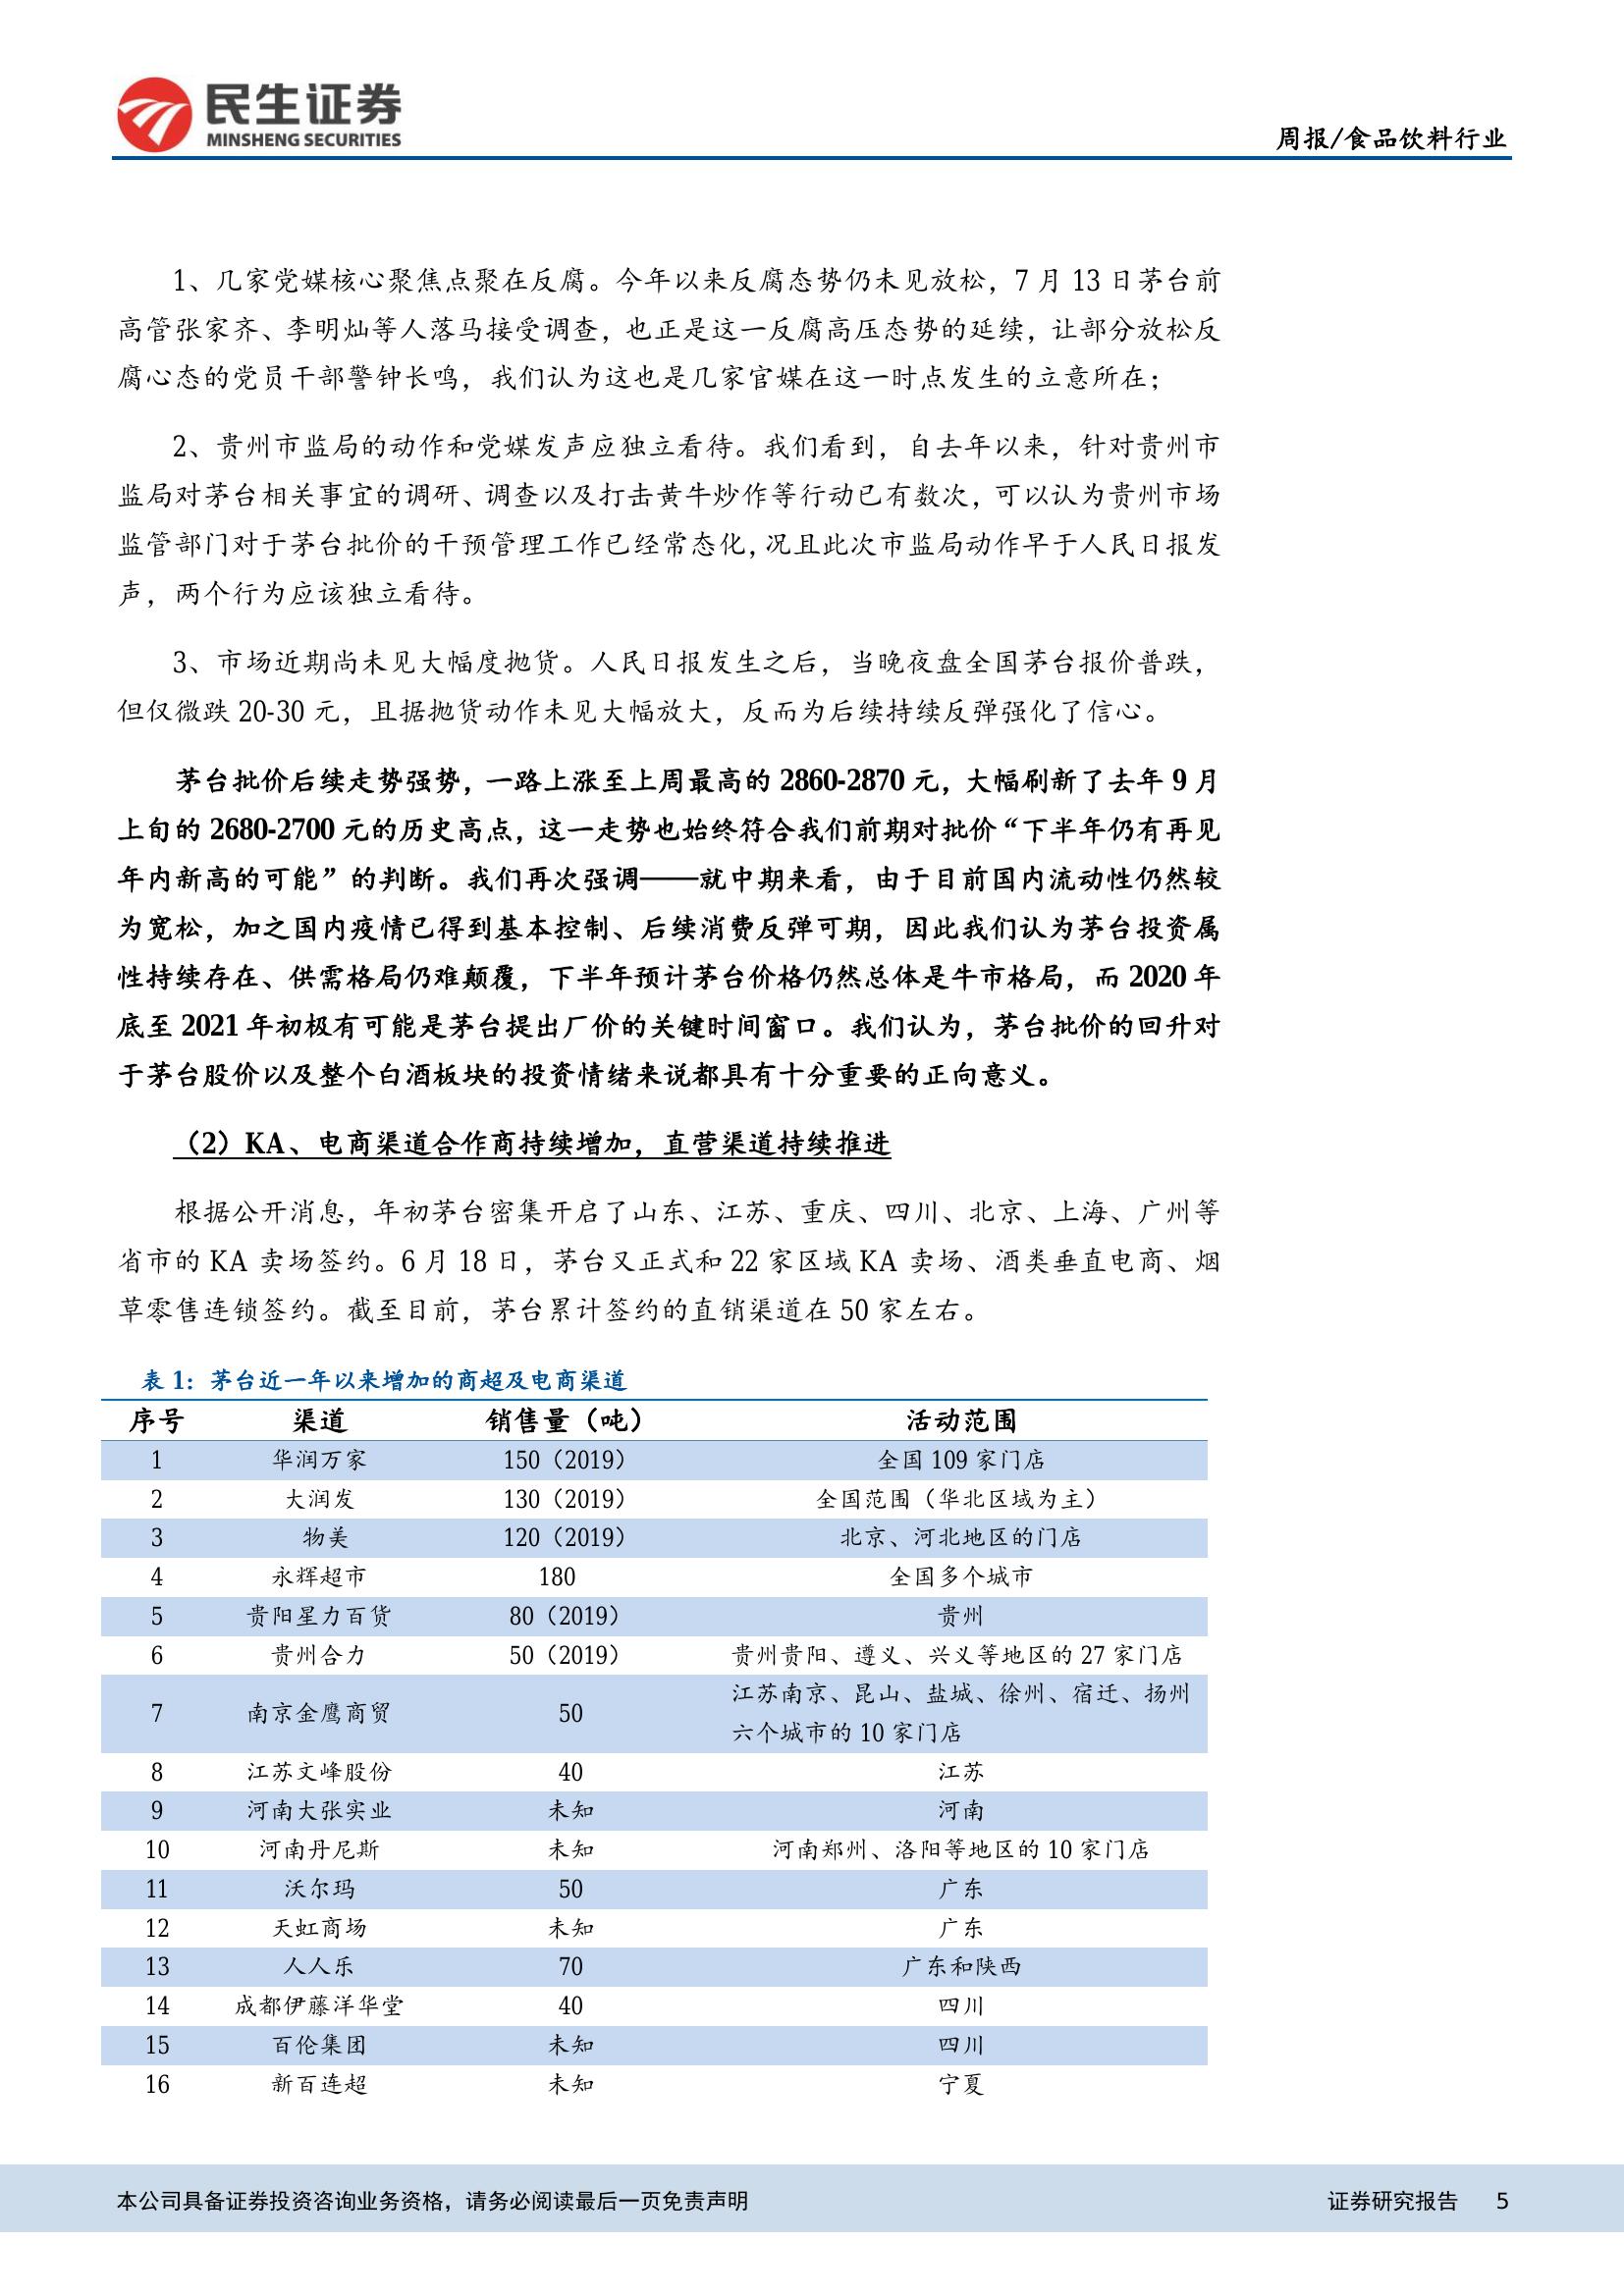 民生证券
MINSHENG SECURITIES
周报/食品饮料行业
1、几家党媒核心聚焦点聚在反腐。今年以来反腐态势仍未见放松，7 月 13 日茅台前
高管张家齐、李明灿等人落马接受调查，也正是这一反腐高压态势的延续，让部分放松反
腐心态的党员干部警钟长鸣，我们认为这也是几家官媒在这一时点发生的立意所在；
2、贵州市监局的动作和党媒发声应独立看待。我们看到，自去年以来，针对贵州市
监局对茅台相关事宜的调研、调查以及打击黄牛炒作等行动已有数次，可以认为贵州市场
监管部门对于茅台批价的干预管理工作已经常态化，况且此次市监局动作早于人民日报发
声，两个行为应该独立看待。
3、市场近期尚未见大幅度抛货。人民日报发生之后，当晚夜盘全国茅台报价普跌，
但仅微跌 20-30 元，且据抛货动作未见大幅放大，反而为后续持续反弹强化了信心。
茅台批价后续走势强势，一路上涨至上周最高的 2860-2870 元，大幅刷新了去年 9 月
上旬的 2680-2700 元的历史高点，这一走势也始终符合我们前期对批价“下半年仍有再见
年内新高的可能”的判断。我们再次强调——就中期来看，由于目前国内流动性仍然较
为宽松，加之国内疫情已得到基本控制、后续消费反弹可期，因此我们认为茅台投资属
性持续存在、供需格局仍难颠覆，下半年预计茅台价格仍然总体是牛市格局，而 2020 年
底至 2021 年初极有可能是茅台提出厂价的关键时间窗口。我们认为，茅台批价的回升对
于茅台股价以及整个白酒板块的投资情绪来说都具有十分重要的正向意义。
（2）KA、电商渠道合作商持续增加，直营渠道持续推进
根据公开消息，年初茅台密集开启了山东、江苏、重庆、四川、北京、上海、广州等
省市的 KA 卖场签约。6 月 18 日，茅台又正式和 22 家区域 KA 卖场、酒类垂直电商、烟
草零售连锁签约。截至目前，茅台累计签约的直销渠道在 50 家左右。
表 1：茅台近一年以来增加的商超及电商渠道
序号 渠道 销售量（吨） 活动范围
1 华润万家 150（2019） 全国 109 家门店
2 大润发 130（2019） 全国范围（华北区域为主）
3 物美 120（2019） 北京、河北地区的门店
4 永辉超市 180 全国多个城市
5 贵阳星力百货 80（2019） 贵州
6 贵州合力 50（2019） 贵州贵阳、遵义、兴义等地区的 27 家门店
7 南京金鹰商贸 50 江苏南京、昆山、盐城、徐州、宿迁、扬州
六个城市的 10 家门店
8 江苏文峰股份 40 江苏
9 河南大张实业 未知 河南
10 河南丹尼斯 未知 河南郑州、洛阳等地区的 10 家门店
11 沃尔玛 50 广东
12 天虹商场 未知 广东
13 人人乐 70 广东和陕西
14 成都伊藤洋华堂 40 四川
15 百伦集团 未知 四川
16 新百连超 未知 宁夏
本公司具备证券投资咨询业务资格，请务必阅读最后一页免责声明
证券研究报告 5